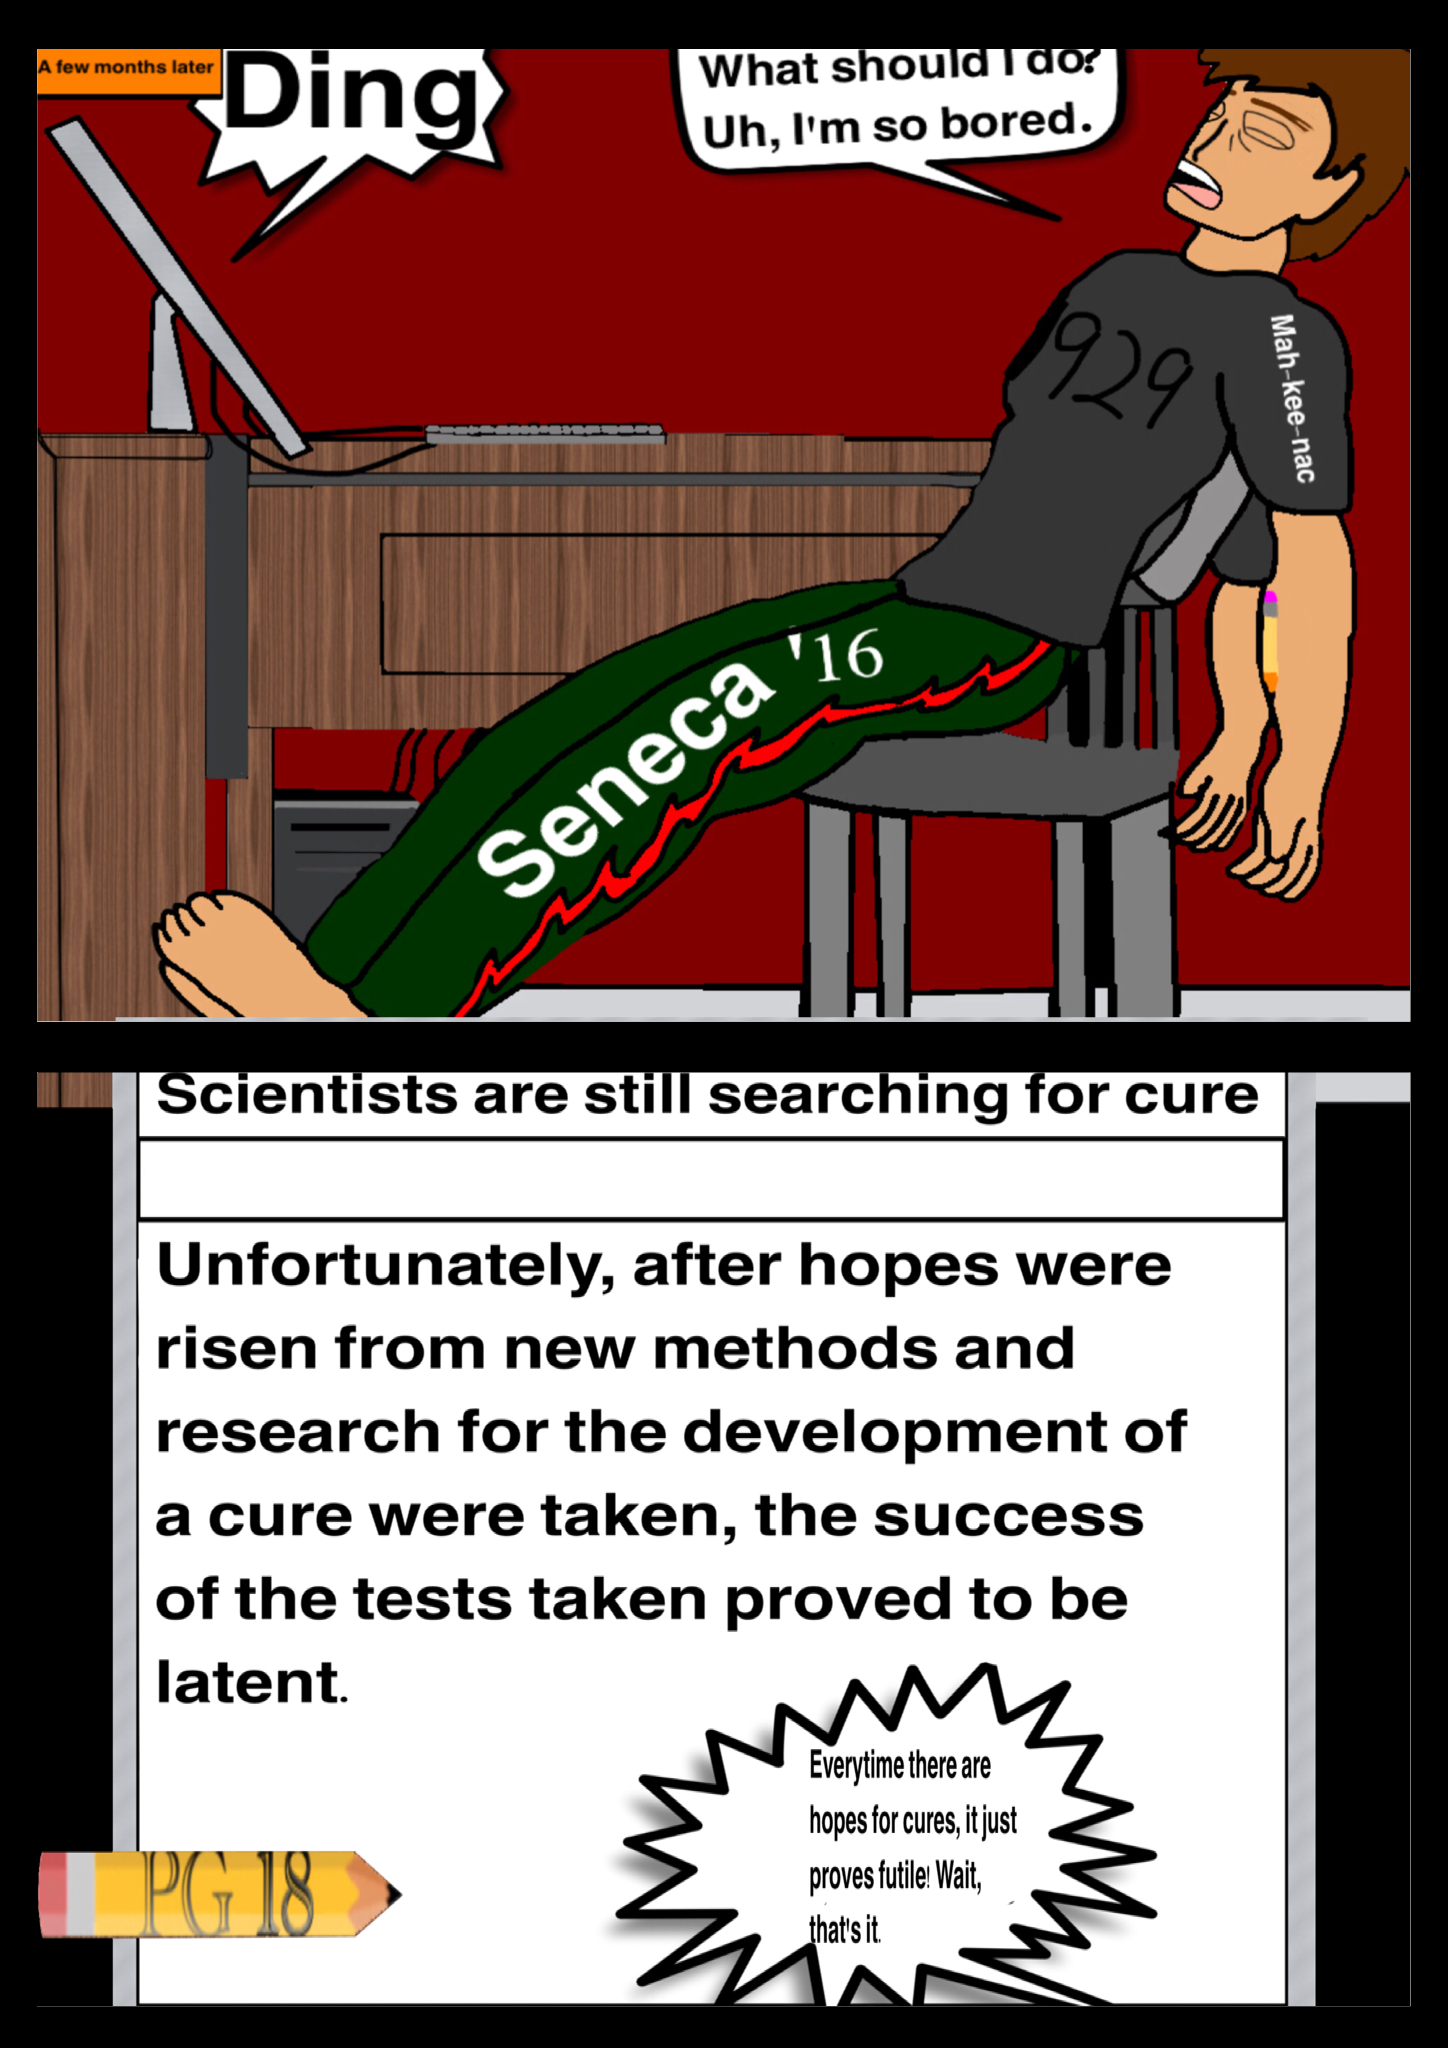 A few months later
Ding
What should I do?
Uh, I'm so bored.
929
Mah-kee-nac
Seneca '16
Scientists are still searching for cure
Unfortunately, after hopes were
risen from new methods and
research for the development of
a cure were taken, the success
of the tests taken proved to be
latent.
Everytime there are
hopes for cures, it just
proves futile! Wait,
that's it.
PG 18